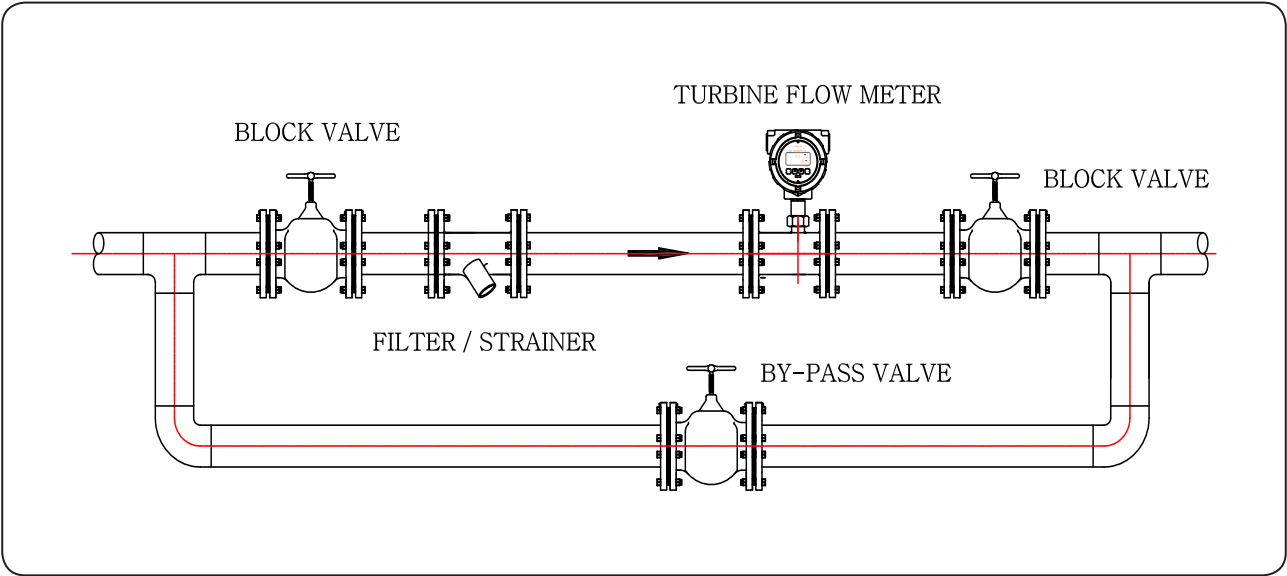 TURBINE FLOW METER
BLOCK VALVE
BLOCK VALVE
FILTER / STRAINER
BY-PASS VALVE